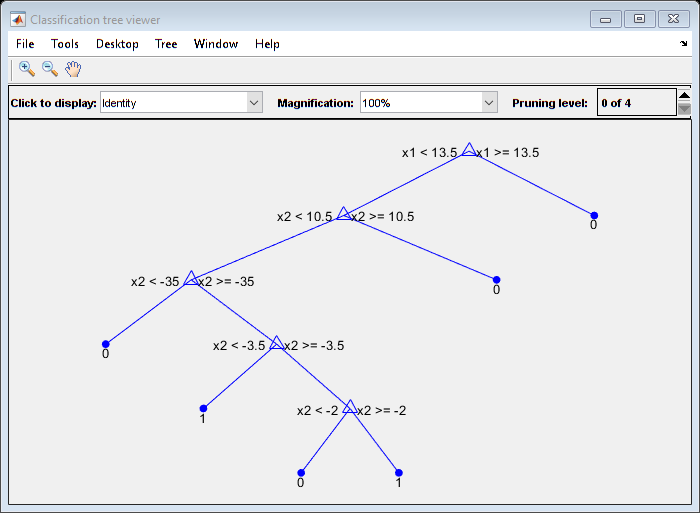 Classification tree viewer
File Tools Desktop Tree Window Help
Click to display: Identity Magnification: 100% Pruning level: 0 of 4
x1 < 13.5 x1 >= 13.5
x2 < 10.5 x2 >= 10.5
0
x2 < -35 x2 >= -35
0
x2 < -3.5 x2 >= -3.5
0
x2 < -2 x2 >= -2
1
0 1